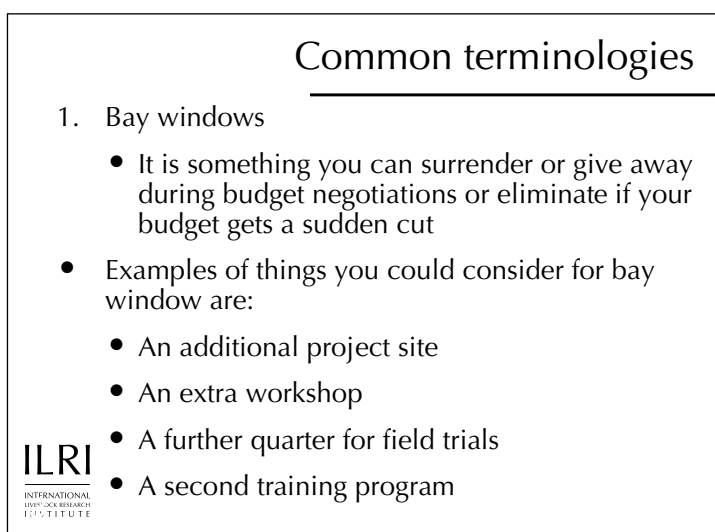 Common terminologies
1. Bay windows
• It is something you can surrender or give away
during budget negotiations or eliminate if your
budget gets a sudden cut
• Examples of things you could consider for bay
window are:
• An additional project site
• An extra workshop
• A further quarter for field trials
• A second training program
ILRI
INTERNATIONAL
LIVESTOCK RESEARCH
INSTITUTE